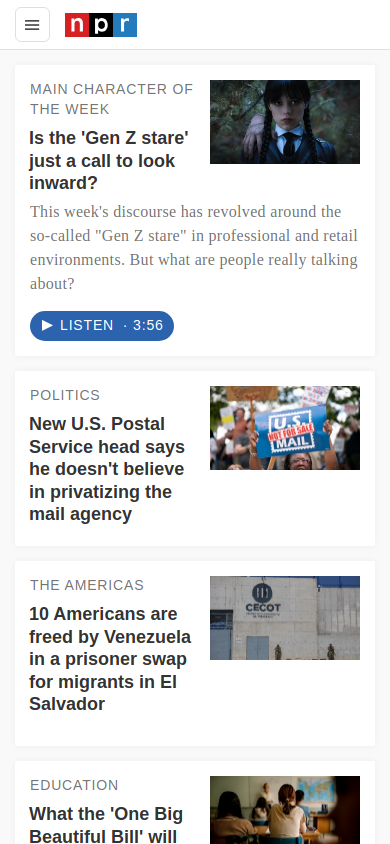 npr
MAIN CHARACTER OF
THE WEEK
Is the 'Gen Z stare'
just a call to look
inward?
This week's discourse has revolved around the
so-called "Gen Z stare" in professional and retail
environments. But what are people really talking
about?
LISTEN · 3:56
POLITICS
New U.S. Postal
Service head says
he doesn't believe
in privatizing the
mail agency
U.S.
NOT FOR SALE
MAIL
THE AMERICAS
10 Americans are
freed by Venezuela
in a prisoner swap
for migrants in El
Salvador
CECOT
EDUCATION
What the 'One Big
Beautiful Bill' will